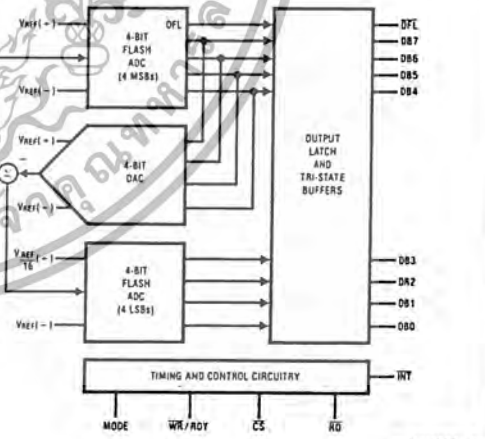 VREF(+)
4-BIT
FLASH
ADC
(4 MSBs)
OFL
VREF(-)
VREF(+)
4-BIT
DAC
VREF(-)
VREF/16 (+)
4-BIT
FLASH
ADC
(4 LSBs)
VREF(-)
OUTPUT
LATCH
AND
TRI-STATE
BUFFERS
OFL
DB7
DB6
DB5
DB4
DB3
DB2
DB1
DB0
TIMING AND CONTROL CIRCUITRY
INT
MODE
WR/RDY
CS
RD